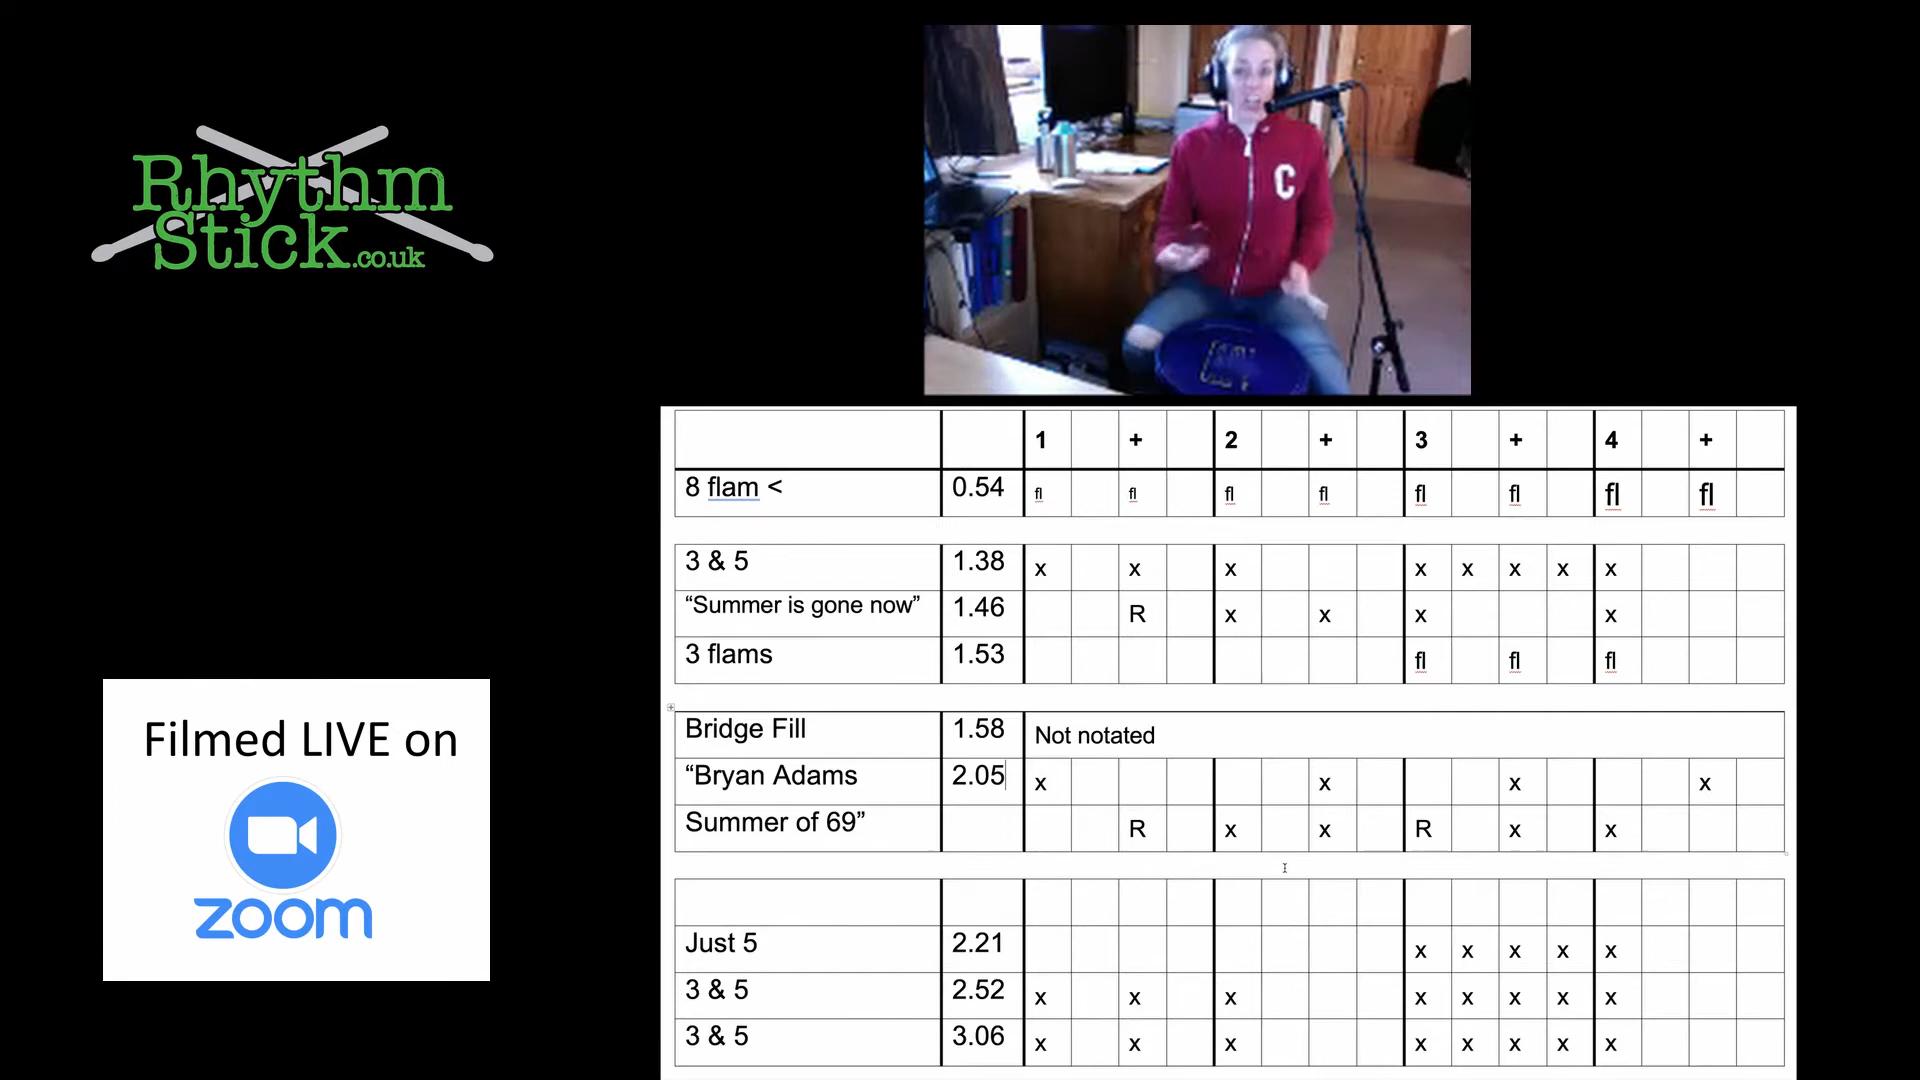 Rhythm
Stick.co.uk
C
1 + 2 + 3 + 4 +
8 flam < 0.54 fl fl fl fl fl fl fl fl
3 & 5 1.38 x x x x x x x x
“Summer is gone now” 1.46 R x x x x
3 flams 1.53 fl fl fl
Bridge Fill 1.58 Not notated
“Bryan Adams 2.05 x x x x
Summer of 69” R x x R x x
Just 5 2.21 x x x x x
3 & 5 2.52 x x x x x x x x
3 & 5 3.06 x x x x x x x x
Filmed LIVE on
zoom